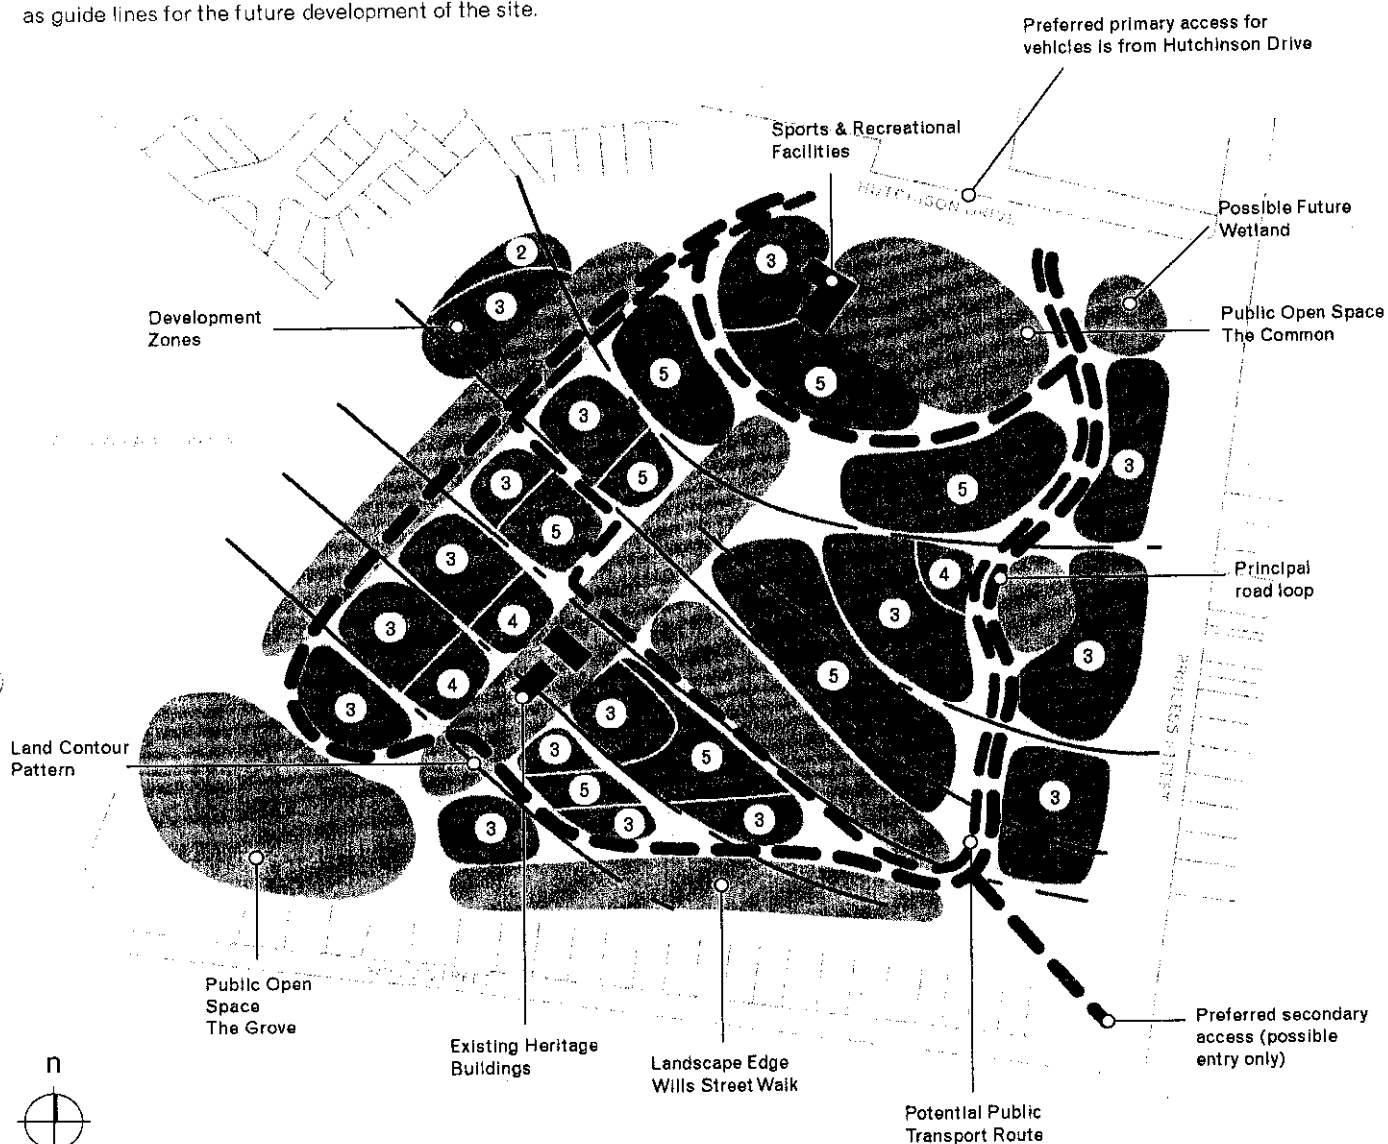 as guide lines for the future development of the site.
Preferred primary access for
vehicles is from Hutchinson Drive
Sports & Recreational
Facilities
HUTCHINSON DRIVE
Possible Future
Wetland
2
3
3
Development
Zones
Public Open Space
The Common
5
5
3
3
5
3
5
5
3
4
Principal
road loop
3
4
3
3
3
5
4
3
3
Land Contour
Pattern
3
5
5
3
3
3
3
Public Open
Space
The Grove
Existing Heritage
Buildings
Landscape Edge
Wills Street Walk
Preferred secondary
access (possible
entry only)
n
Potential Public
Transport Route